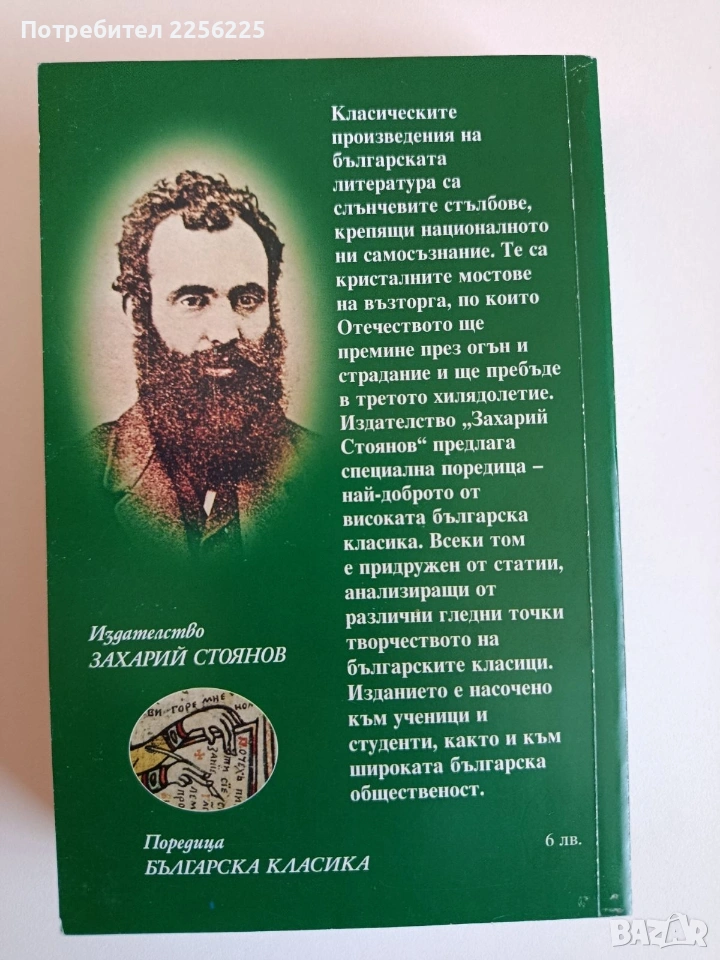 Потребител 2256225
Класическите
произведения на
българската
литература са
слънчевите стълбове,
крепящи националното
ни самосъзнание. Те са
кристалните мостове
на възторга, по които
Отечеството ще
премине през огън и
страдание и ще пребъде
в третото хилядолетие.
Издателство „Захарий
Стоянов“ предлага
специална поредица –
най-доброто от
високата българска
класика. Всеки том
е придружен от статии,
анализиращи от
различни гледни точки
творчеството на
българските класици.
Изданието е насочено
към ученици и
студенти, както и към
широката българска
общественост.
Издателство
ЗАХАРИЙ СТОЯНОВ
ВИ ГОРЕ МНЕ
Поредица
БЪЛГАРСКА КЛАСИКА
6 лв.
BAZAR